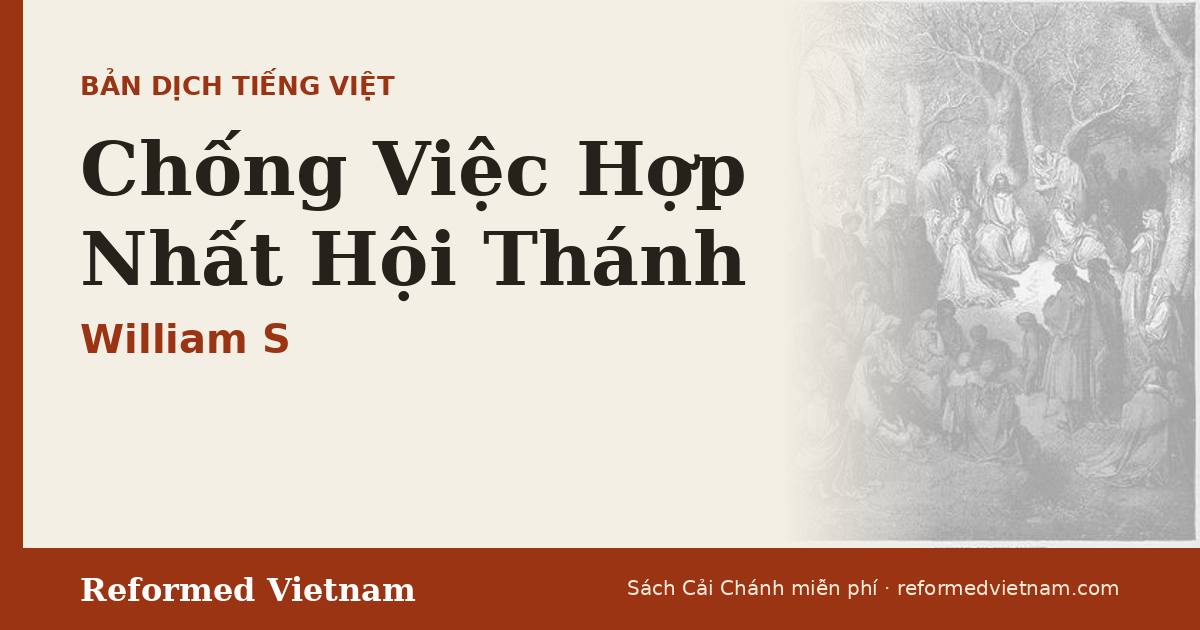 BẢN DỊCH TIẾNG VIỆT
Chống Việc Hợp
Nhất Hội Thánh
William S
Reformed Vietnam
Sách Cải Chánh miễn phí · reformedvietnam.com